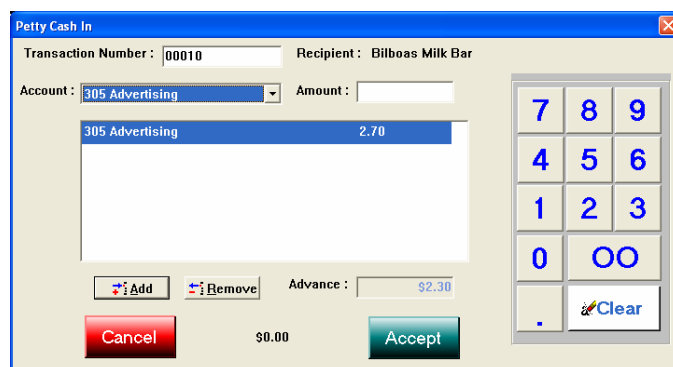 Petty Cash In
Transaction Number : 00010 Recipient : Bilboas Milk Bar
Account : 305 Advertising Amount :
305 Advertising 2.70
7 8 9
4 5 6
1 2 3
0 OO
. Clear
Add Remove Advance : $2.30
Cancel $0.00 Accept